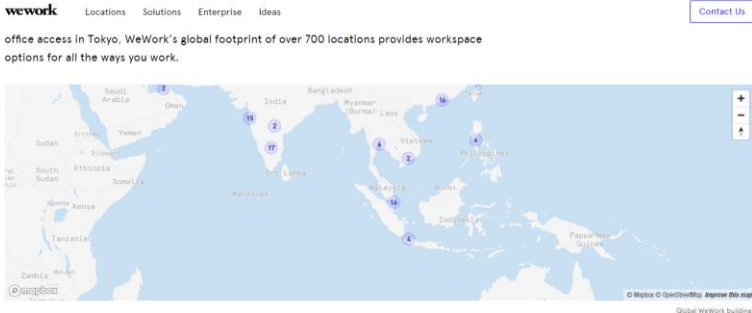 wework Locations Solutions Enterprise Ideas Contact Us
office access in Tokyo, WeWork's global footprint of over 700 locations provides workspace
options for all the ways you work.
2
Saudi
Arabia
Oman
Bangladesh
India
Myanmar
(Burma)
Laos
16
15
2
17
Sudan
Yemen
Vietnam
6
2
4
Philippines
South
Sudan
Ethiopia
Somalia
Sri Lanka
Maldives
Malaysia
16
Kenya
Indonesia
4
Tanzania
Papua New
Guinea
Zambia
Malawi
+
−
mapbox
© Mapbox © OpenStreetMap Improve this map
Global WeWork building